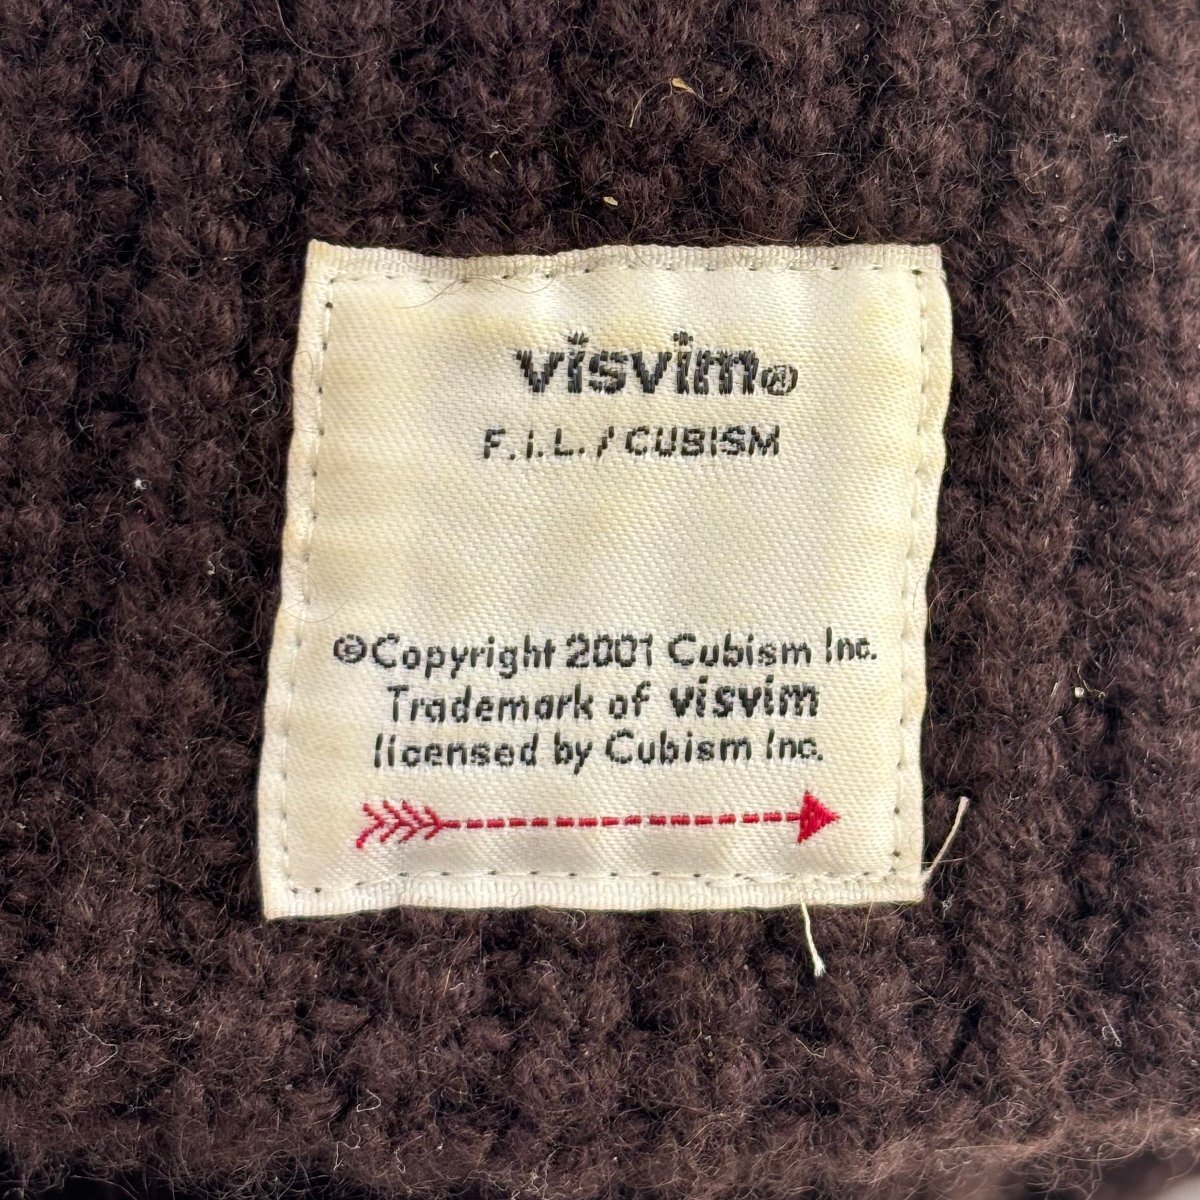 visvim®
F.I.L. / CUBISM
©Copyright 2001 Cubism Inc.
Trademark of visvim
licensed by Cubism Inc.